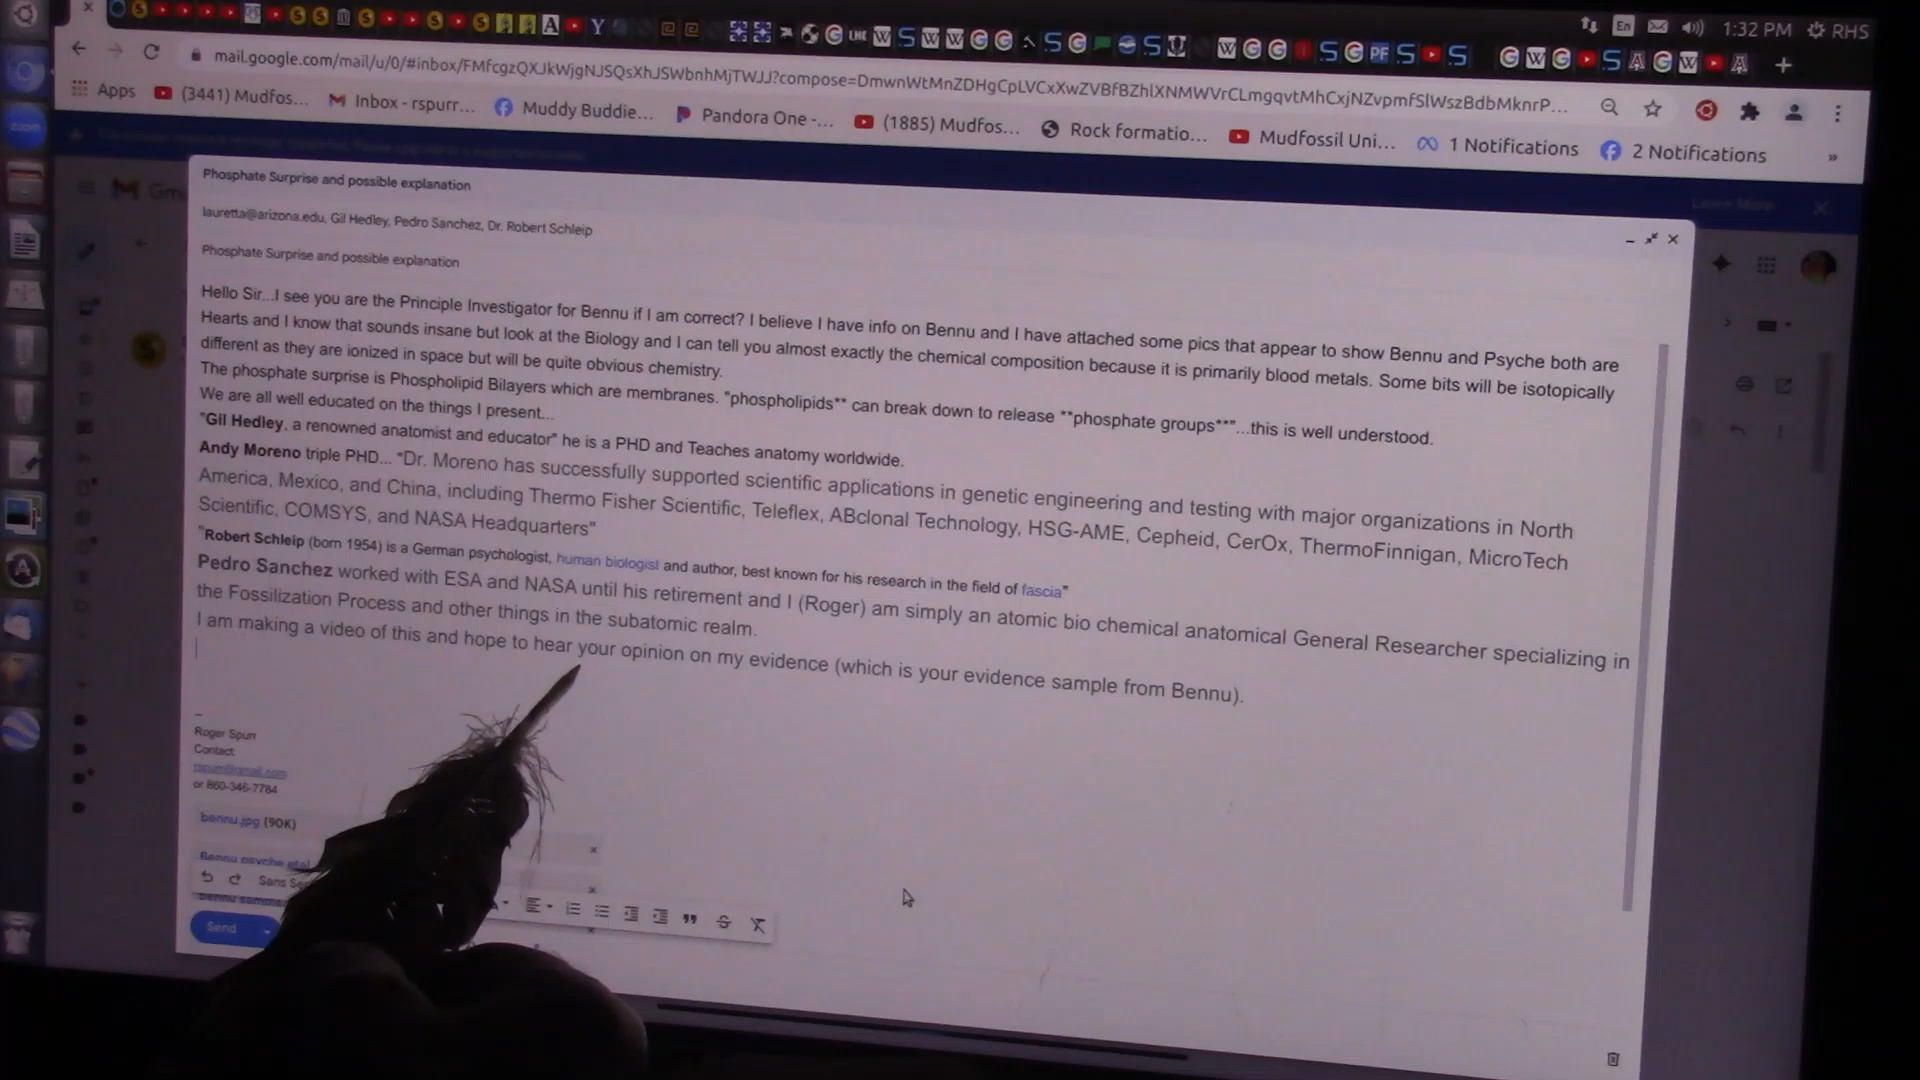 1:32 PM
RHS
En
mail.google.com/mail/u/0/#inbox/FMfcgzQXJkWjgNJSQsXhJSWbnhMjTWJJ?compose=DmwnWtMnZDHgCpLVCxXwZVBfBZhlXNMWVrCLmgqvtMhCxjNZvpmfSlWszBdbMknrP...
Apps
(3441) Mudfos...
Inbox - rspurr...
Muddy Buddie...
Pandora One -...
(1885) Mudfos...
Rock formatio...
Mudfossil Uni...
1 Notifications
2 Notifications
»
Learn More
Phosphate Surprise and possible explanation
lauretta@arizona.edu, Gil Hedley, Pedro Sanchez, Dr. Robert Schleip
Phosphate Surprise and possible explanation
Hello Sir...I see you are the Principle Investigator for Bennu if I am correct? I believe I have info on Bennu and I have attached some pics that appear to show Bennu and Psyche both are
Hearts and I know that sounds insane but look at the Biology and I can tell you almost exactly the chemical composition because it is primarily blood metals. Some bits will be isotopically
different as they are ionized in space but will be quite obvious chemistry.
The phosphate surprise is Phospholipid Bilayers which are membranes. *phospholipids** can break down to release **phosphate groups**"...this is well understood.
We are all well educated on the things I present...
"Gil Hedley, a renowned anatomist and educator" he is a PHD and Teaches anatomy worldwide.
Andy Moreno triple PHD... "Dr. Moreno has successfully supported scientific applications in genetic engineering and testing with major organizations in North
America, Mexico, and China, including Thermo Fisher Scientific, Teleflex, ABclonal Technology, HSG-AME, Cepheid, CerOx, ThermoFinnigan, MicroTech
Scientific, COMSYS, and NASA Headquarters"
"Robert Schleip (born 1954) is a German psychologist, human biologist and author, best known for his research in the field of fascia"
Pedro Sanchez worked with ESA and NASA until his retirement and I (Roger) am simply an atomic bio chemical anatomical General Researcher specializing in
the Fossilization Process and other things in the subatomic realm.
I am making a video of this and hope to hear your opinion on my evidence (which is your evidence sample from Bennu).
--
Roger Spurr
Contact
rspurr@gmail.com
or 860-346-7784
bennu.jpg (90K)
Bennu psyche
Sans Se
bennu
Send